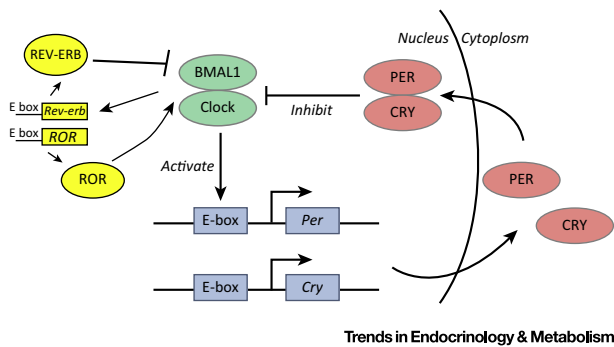 REV-ERB
Nucleus
Cytoplosm
BMAL1
PER
E box
Rev-erb
Clock
Inhibit
CRY
E box
ROR
Activate
ROR
PER
E-box
Per
CRY
E-box
Cry
Trends in Endocrinology & Metabolism